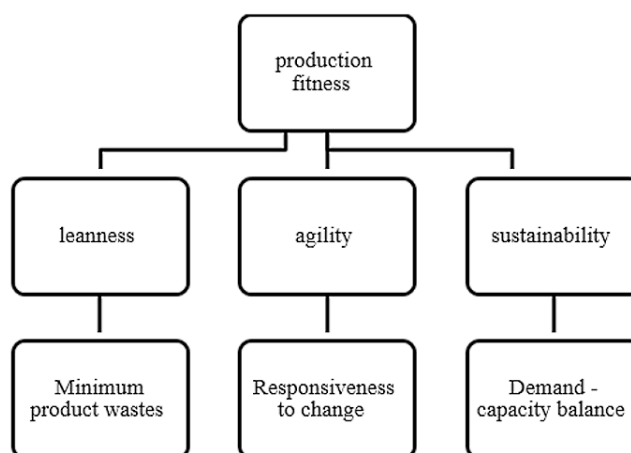 production
fitness
leanness
agility
sustainability
Minimum
product wastes
Responsiveness
to change
Demand -
capacity balance